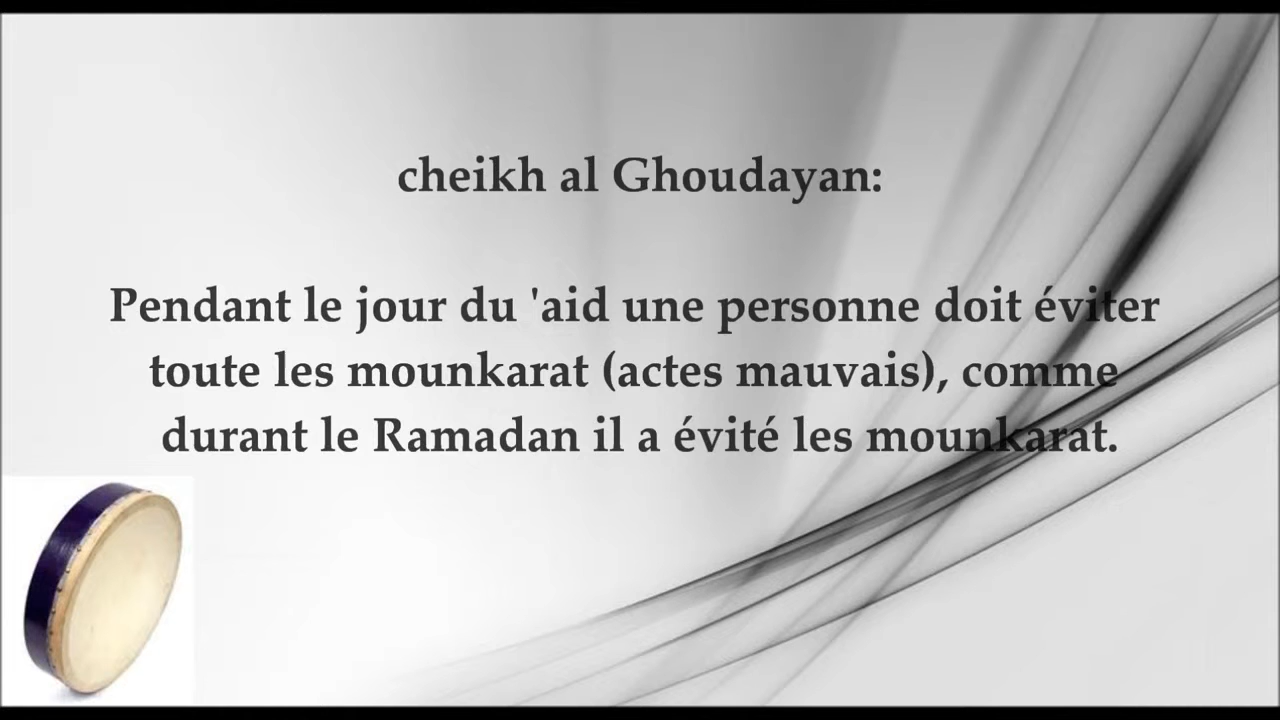 cheikh al Ghoudayan:
Pendant le jour du 'aid une personne doit éviter
toute les mounkarat (actes mauvais), comme
durant le Ramadan il a évité les mounkarat.